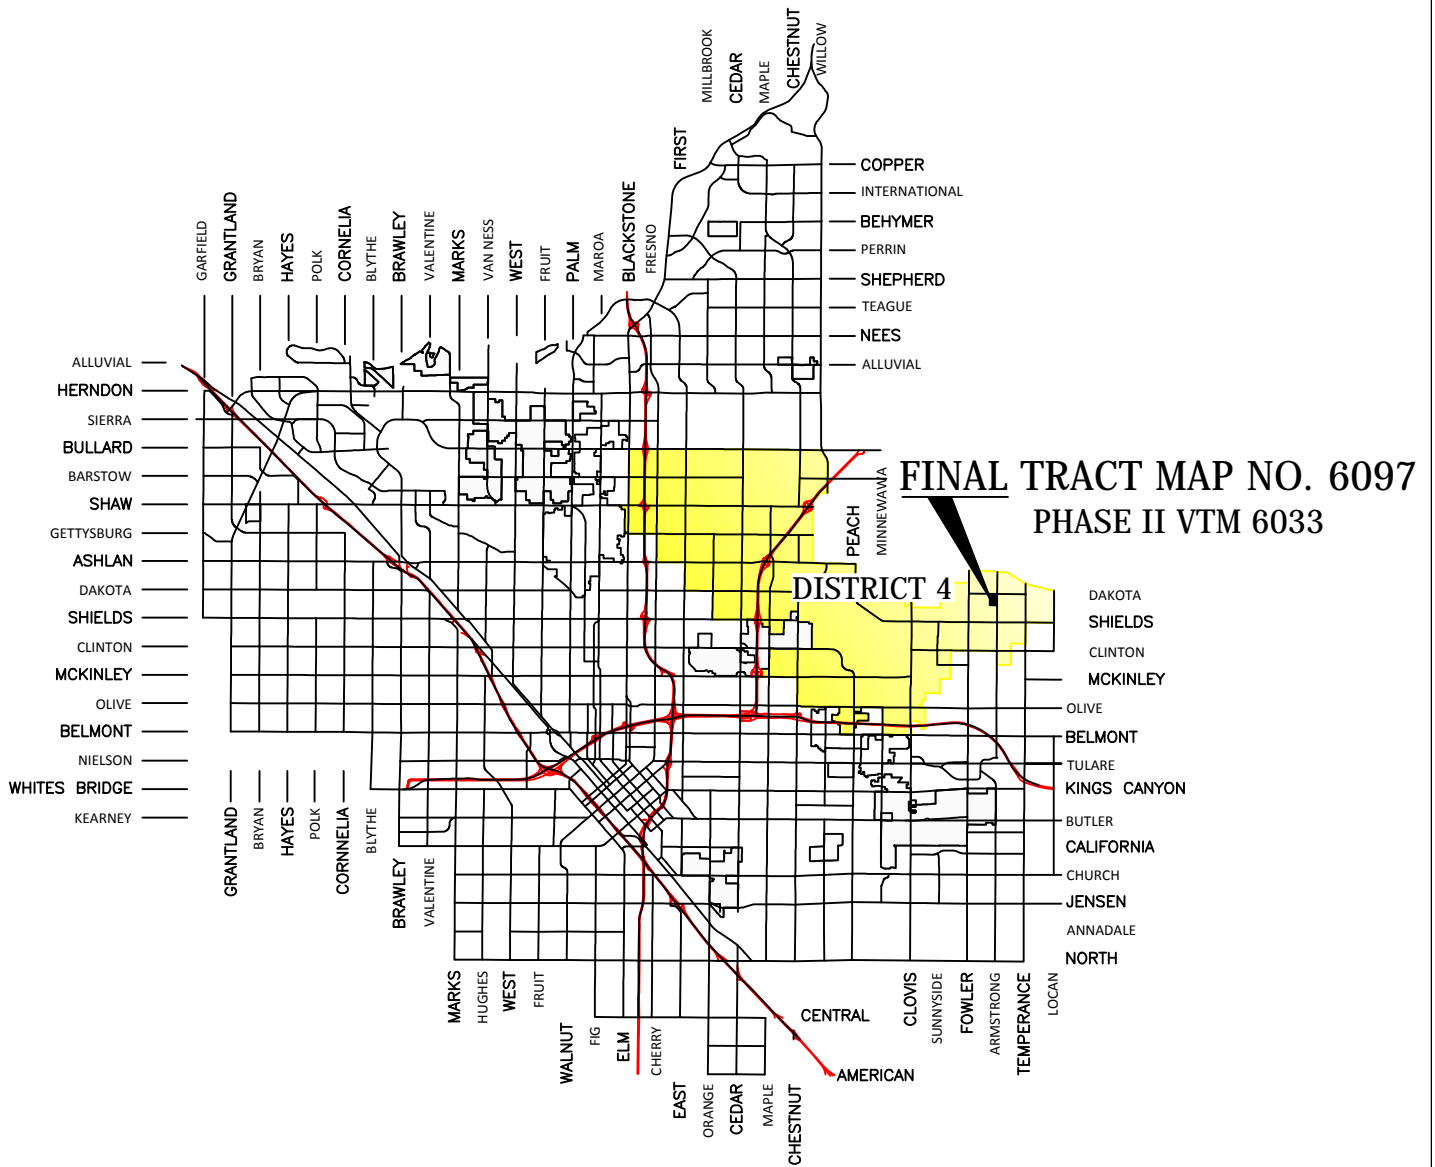 MILLBROOK
CEDAR
MAPLE
CHESTNUT
WILLOW
FIRST
COPPER
INTERNATIONAL
BEHYMER
PERRIN
SHEPHERD
TEAGUE
NEES
ALLUVIAL
GARFIELD
GRANTLAND
BRYAN
HAYES
POLK
CORNELIA
BLYTHE
BRAWLEY
VALENTINE
MARKS
VAN NESS
WEST
FRUIT
PALM
MAROA
BLACKSTONE
FRESNO
ALLUVIAL
HERNDON
SIERRA
BULLARD
BARSTOW
SHAW
GETTYSBURG
ASHLAN
DAKOTA
SHIELDS
CLINTON
MCKINLEY
OLIVE
BELMONT
NIELSON
WHITES BRIDGE
KEARNEY
PEACH
MINEWAWA
FINAL TRACT MAP NO. 6097
PHASE II VTM 6033
DISTRICT 4
DAKOTA
SHIELDS
CLINTON
MCKINLEY
OLIVE
BELMONT
TULARE
KINGS CANYON
BUTLER
CALIFORNIA
CHURCH
JENSEN
ANNADALE
NORTH
GRANTLAND
BRYAN
HAYES
POLK
CORNNELIA
BLYTHE
BRAWLEY
VALENTINE
MARKS
HUGHES
WEST
FRUIT
WALNUT
FIG
ELM
CHERRY
EAST
ORANGE
CEDAR
MAPLE
CHESTNUT
CENTRAL
AMERICAN
CLOVIS
SUNNYSIDE
FOWLER
ARMSTRONG
TEMPERANCE
LOCAN